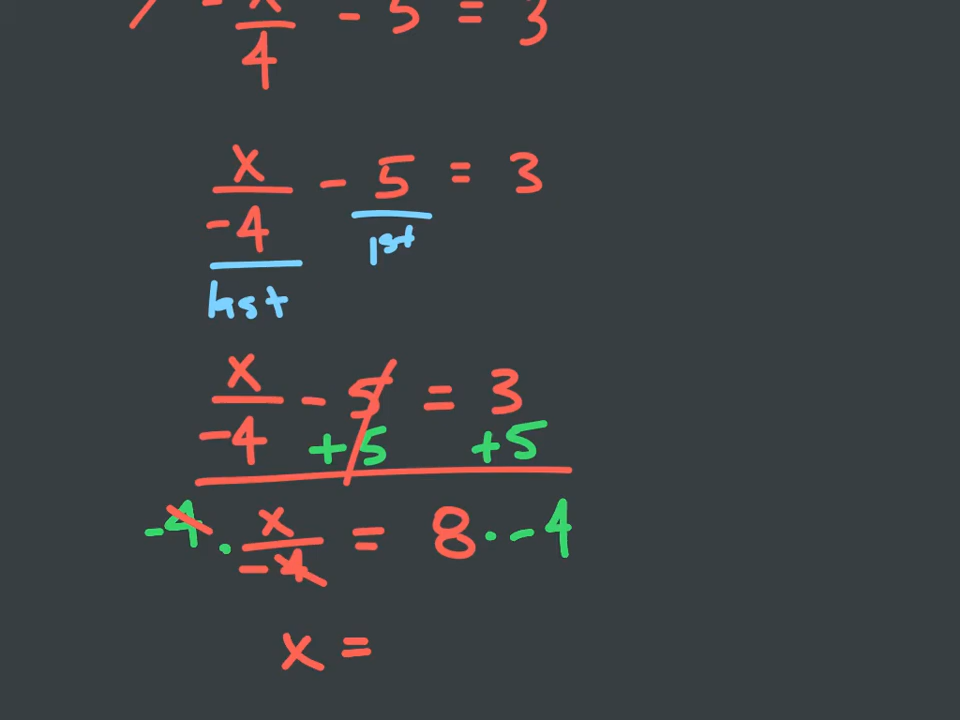 - x/4 - 5 = 3
x/-4 - 5 = 3
last 1st
x/-4 - 5 = 3
+5 +5
-4 · x/-4 = 8 · -4
x =